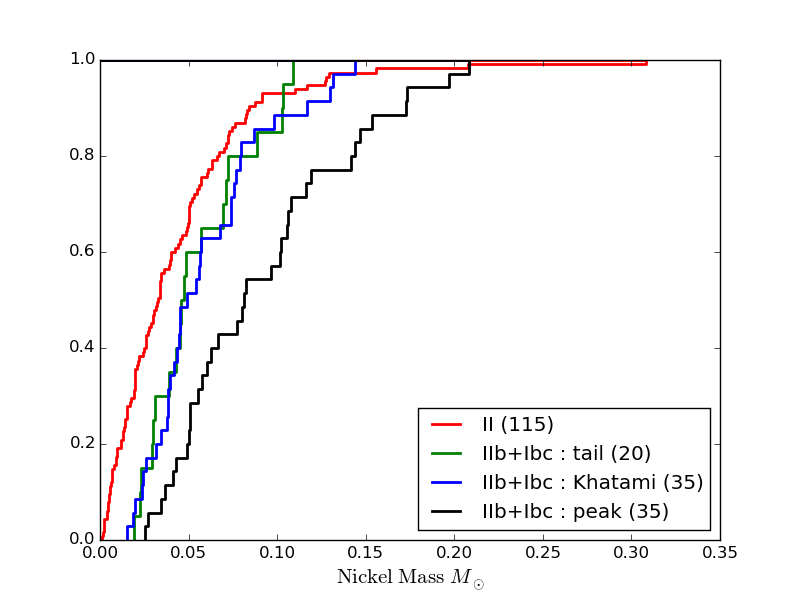 1.0
0.8
0.6
0.4
0.2
0.0
0.00 0.05 0.10 0.15 0.20 0.25 0.30 0.35
Nickel Mass M☉
II (115)
IIb+Ibc : tail (20)
IIb+Ibc : Khatami (35)
IIb+Ibc : peak (35)